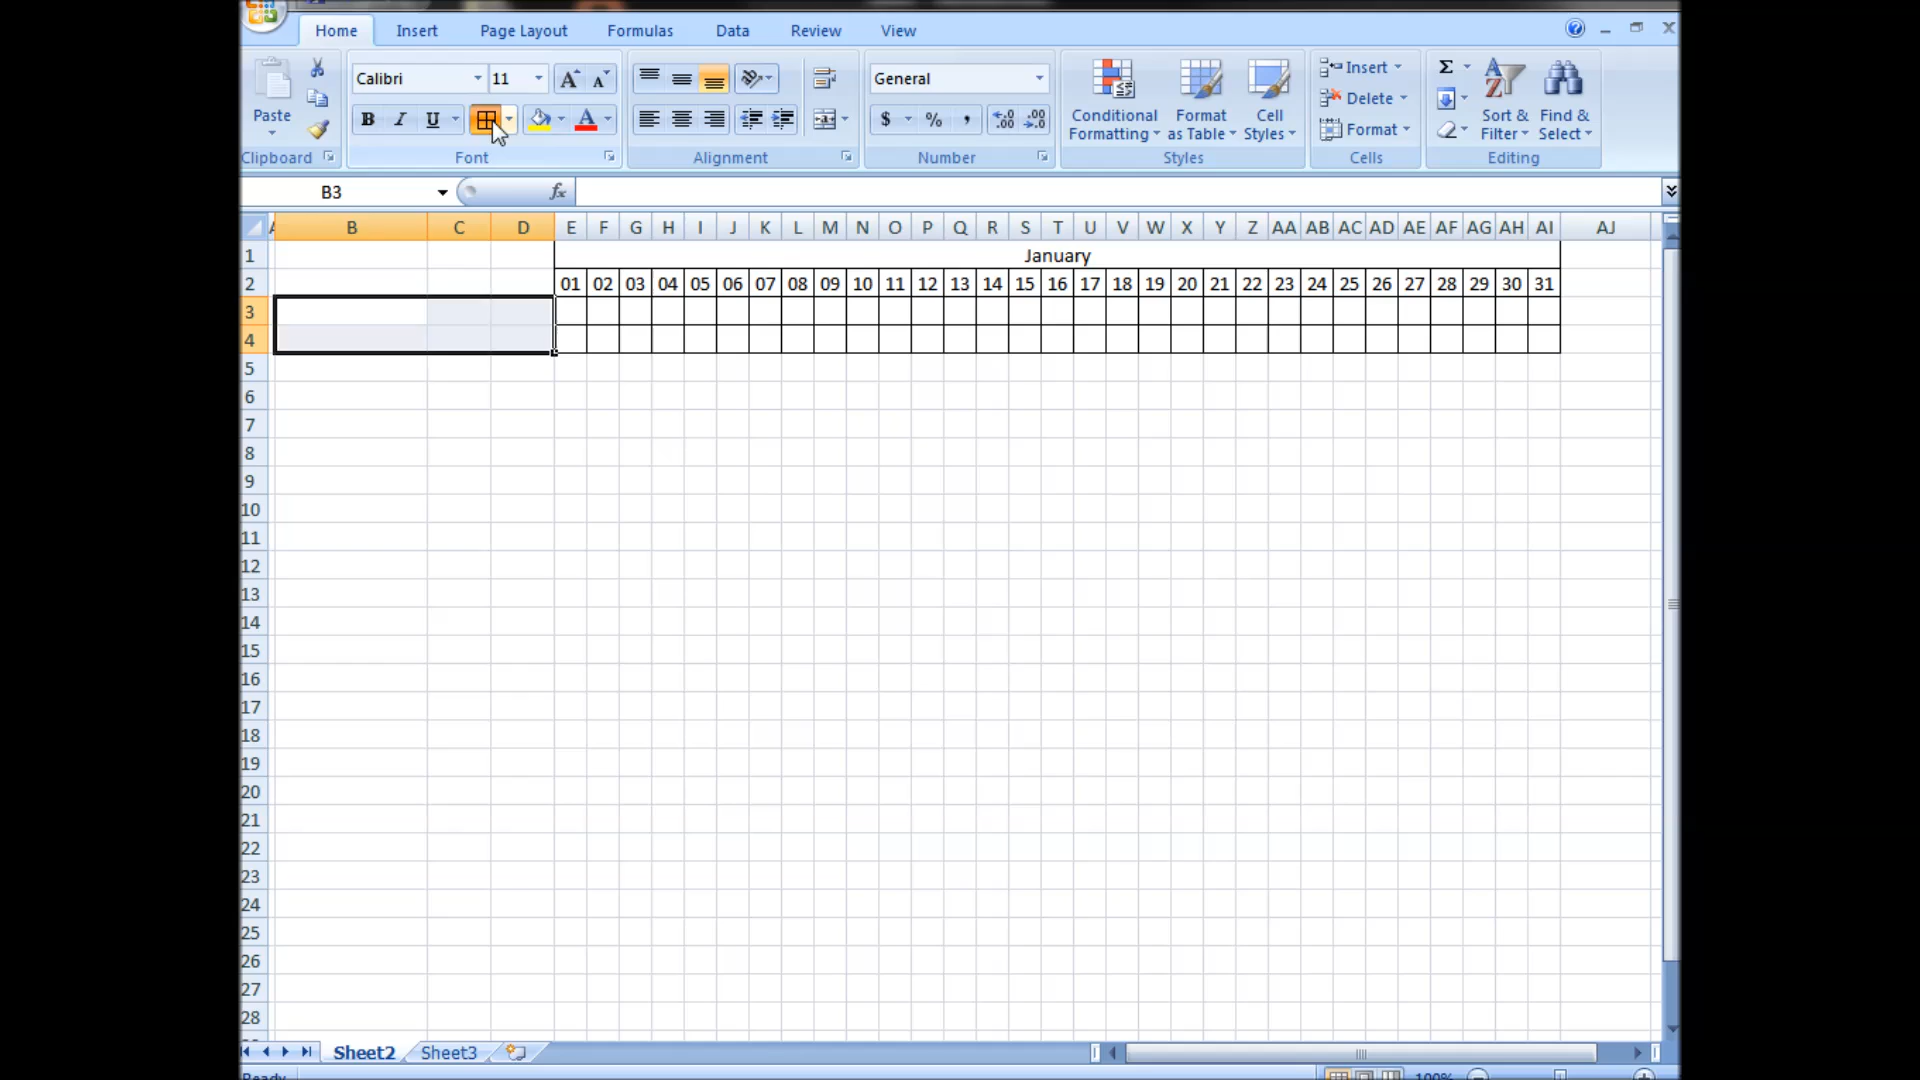 Home Insert Page Layout Formulas Data Review View
Calibri 11 General
Insert
Delete
Format
Paste
B I U A $ % ,
Conditional Formatting
Format as Table
Cell Styles
Sort & Filter
Find & Select
Clipboard Font Alignment Number Styles Cells Editing
B3 fx
B C D E F G H I J K L M N O P Q R S T U V W X Y Z AA AB AC AD AE AF AG AH AI AJ
1 January
2 01 02 03 04 05 06 07 08 09 10 11 12 13 14 15 16 17 18 19 20 21 22 23 24 25 26 27 28 29 30 31
3
4
5
6
7
8
9
10
11
12
13
14
15
16
17
18
19
20
21
22
23
24
25
26
27
28
Sheet2 Sheet3
Ready 100%